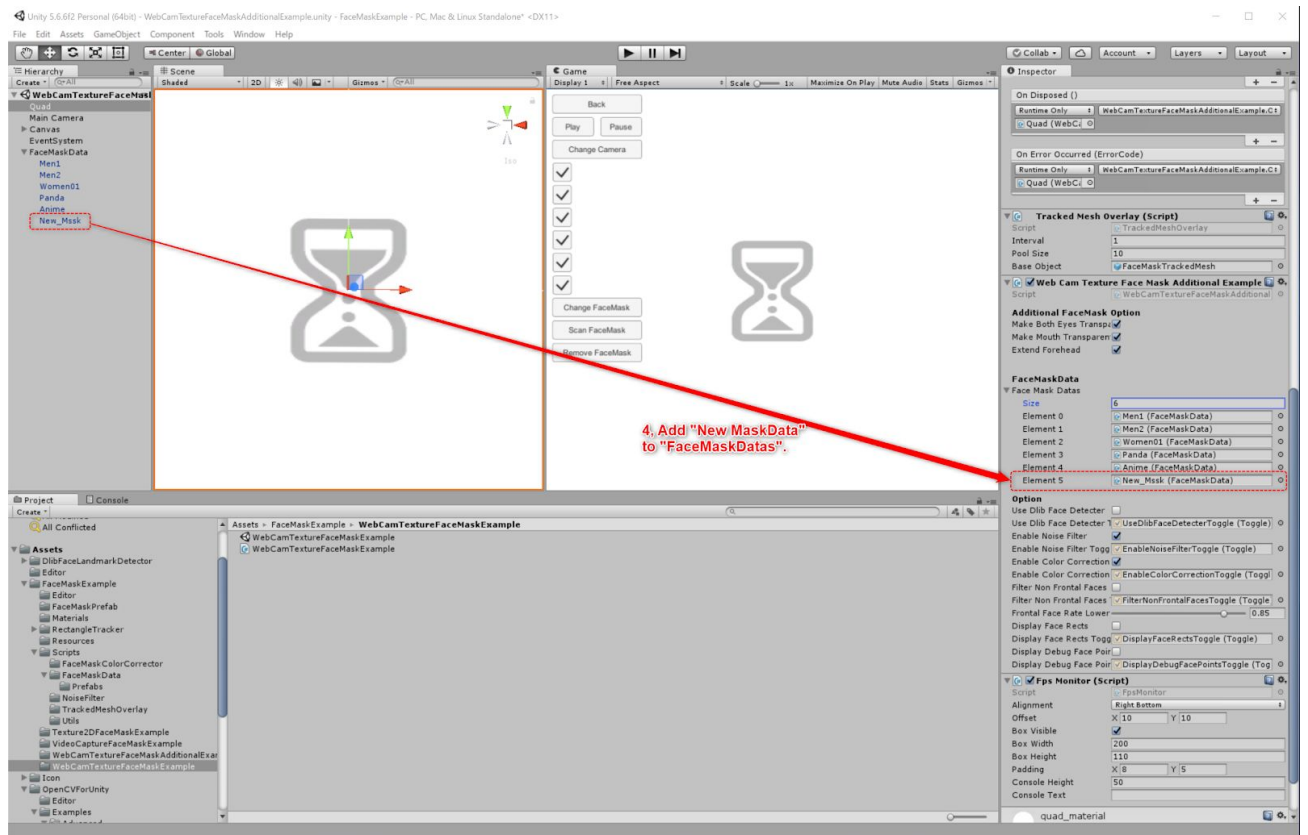 Unity 5.6.6f2 Personal (64bit) - WebCamTextureFaceMaskAdditionalExample.unity - FaceMaskExample - PC, Mac & Linux Standalone* <DX11>
File Edit Assets GameObject Component Tools Window Help
Center Global
Collab Account Layers Layout
Hierarchy
Create All
WebCamTextureFaceMas
Quad
Main Camera
Canvas
EventSystem
FaceMaskData
Men1
Men2
Women01
Panda
Anime
New_Mssk
Scene
Shaded 2D Gizmos All
Iso
Game
Display 1 Free Aspect Scale 1x Maximize On Play Mute Audio Stats Gizmos
Back
Play Pause
Change Camera
Change FaceMask
Scan FaceMask
Remove FaceMask
4, Add "New MaskData"
to "FaceMaskDatas".
Inspector
On Disposed ()
Runtime Only WebCamTextureFaceMaskAdditionalExample.C
Quad (WebC
On Error Occurred (ErrorCode)
Runtime Only WebCamTextureFaceMaskAdditionalExample.C
Quad (WebC
Tracked Mesh Overlay (Script)
Script TrackedMeshOverlay
Interval 1
Pool Size 10
Base Object FaceMaskTrackedMesh
Web Cam Texture Face Mask Additional Example
Script WebCamTextureFaceMaskAdditional
Additional FaceMask Option
Make Both Eyes Transp
Make Mouth Transparen
Extend Forehead
FaceMaskData
Face Mask Datas
Size 6
Element 0 Men1 (FaceMaskData)
Element 1 Men2 (FaceMaskData)
Element 2 Women01 (FaceMaskData)
Element 3 Panda (FaceMaskData)
Element 4 Anime (FaceMaskData)
Element 5 New_Mssk (FaceMaskData)
Option
Use Dlib Face Detecter
Use Dlib Face Detecter T UseDlibFaceDetecterToggle (Toggle)
Enable Noise Filter
Enable Noise Filter Togg EnableNoiseFilterToggle (Toggle)
Enable Color Correction
Enable Color Correction EnableColorCorrectionToggle (Toggl
Filter Non Frontal Faces
Filter Non Frontal Faces FilterNonFrontalFacesToggle (Toggle)
Frontal Face Rate Lower 0.85
Display Face Rects
Display Face Rects Togg DisplayFaceRectsToggle (Toggle)
Display Debug Face Poir
Display Debug Face Poir DisplayDebugFacePointsToggle (Tog
Fps Monitor (Script)
Script FpsMonitor
Alignment Right Bottom
Offset X 10 Y 10
Box Visible
Box Width 200
Box Height 110
Padding X 8 Y 5
Console Height 50
Console Text
quad_material
Project Console
Create
All Conflicted
Assets
DlibFaceLandmarkDetector
Editor
FaceMaskExample
Editor
FaceMaskPrefab
Materials
RectangleTracker
Resources
Scripts
FaceMaskColorCorrector
FaceMaskData
Prefabs
NoiseFilter
TrackedMeshOverlay
Utils
Texture2DFaceMaskExample
VideoCaptureFaceMaskExample
WebCamTextureFaceMaskAdditionalExar
WebCamTextureFaceMaskExample
Icon
OpenCVForUnity
Editor
Examples
Assets FaceMaskExample WebCamTextureFaceMaskExample
WebCamTextureFaceMaskExample
WebCamTextureFaceMaskExample